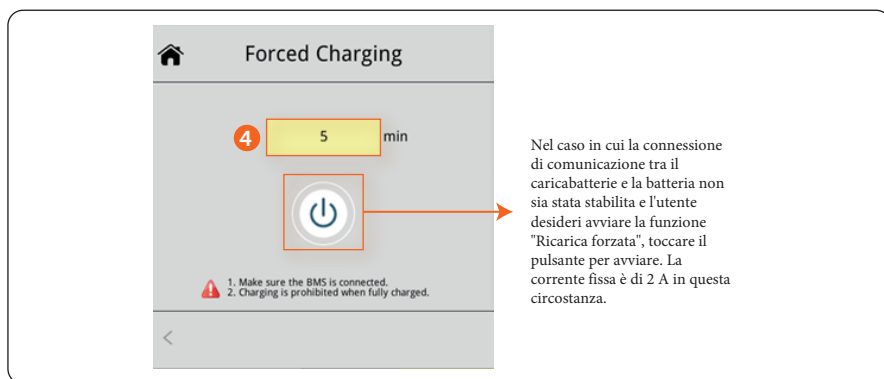 Forced Charging
4
5
min
1. Make sure the BMS is connected.
2. Charging is prohibited when fully charged.
Nel caso in cui la connessione
di comunicazione tra il
caricabatterie e la batteria non
sia stata stabilita e l'utente
desideri avviare la funzione
"Ricarica forzata", toccare il
pulsante per avviare. La
corrente fissa è di 2 A in questa
circostanza.